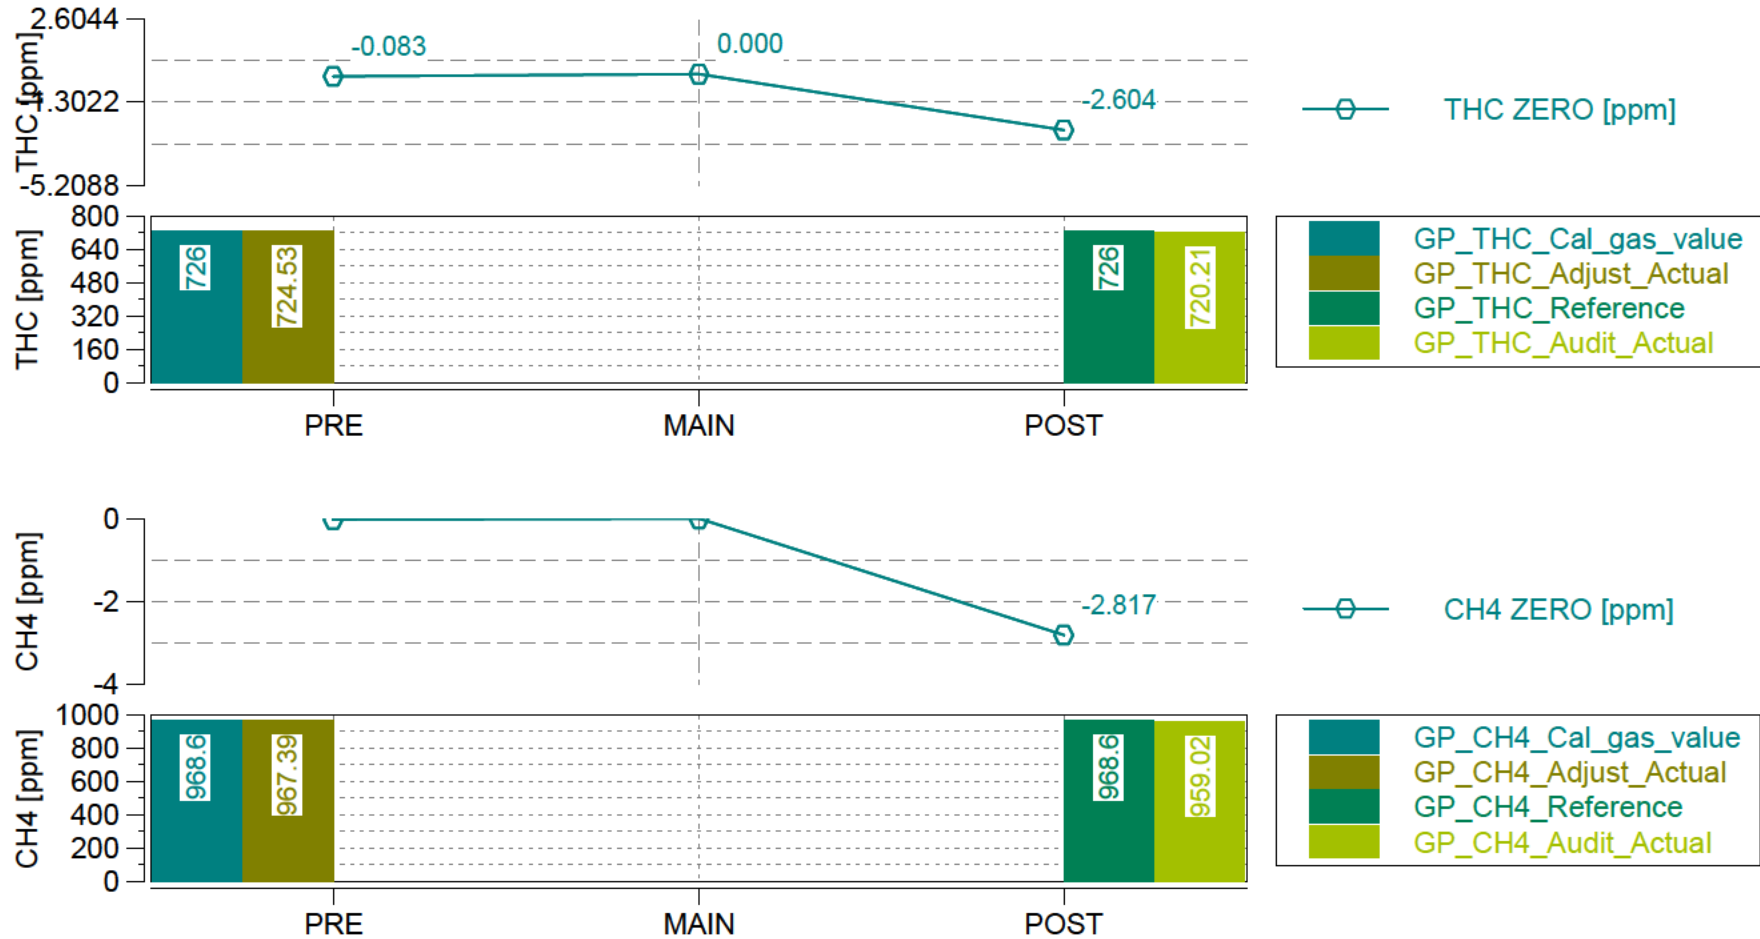 2.6044
-1.3022
-5.2088
THC [ppm]
-0.083
0.000
-2.604
THC ZERO [ppm]
800
640
480
320
160
0
THC [ppm]
726
724.53
726
720.21
GP_THC_Cal_gas_value
GP_THC_Adjust_Actual
GP_THC_Reference
GP_THC_Audit_Actual
PRE MAIN POST
0
-2
-4
CH4 [ppm]
-2.817
CH4 ZERO [ppm]
1000
800
600
400
200
0
CH4 [ppm]
968.6
967.39
968.6
959.02
GP_CH4_Cal_gas_value
GP_CH4_Adjust_Actual
GP_CH4_Reference
GP_CH4_Audit_Actual
PRE MAIN POST